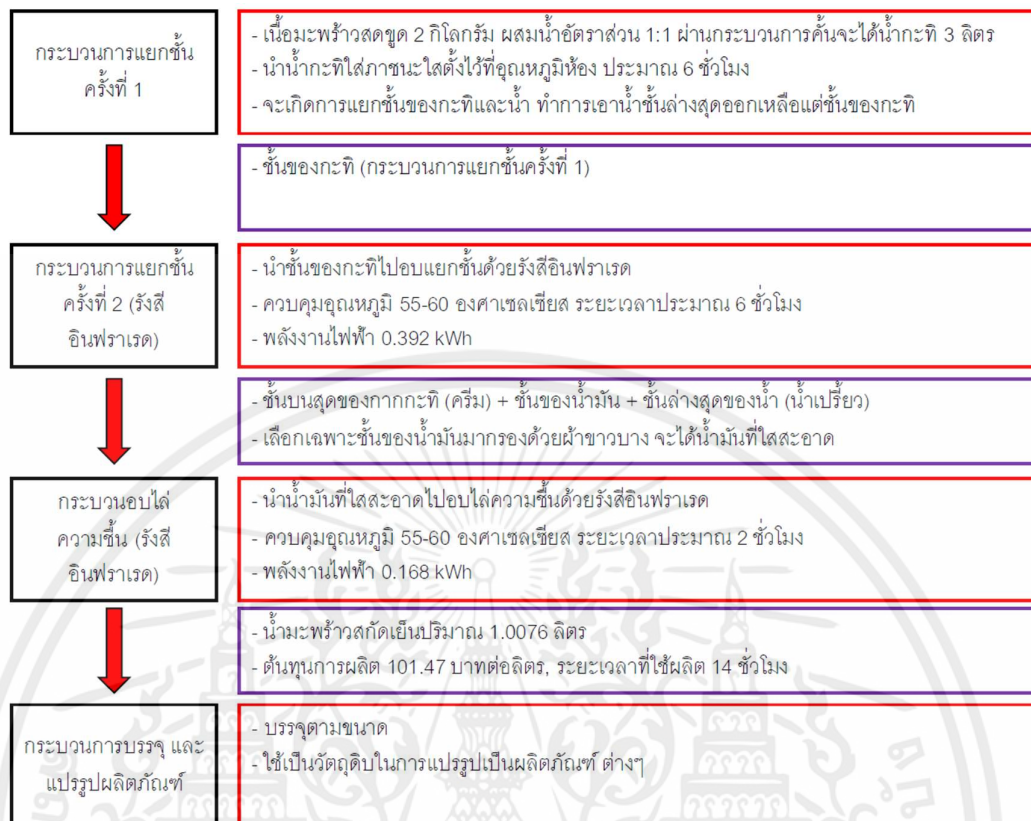 กระบวนการแยกชั้น
ครั้งที่ 1
- เนื้อมะพร้าวสดขูด 2 กิโลกรัม ผสมน้ำอัตราส่วน 1:1 ผ่านกระบวนการคั้นจะได้น้ำกะทิ 3 ลิตร
- นำน้ำกะทิใส่ภาชนะใสตั้งไว้ที่อุณหภูมิห้อง ประมาณ 6 ชั่วโมง
- จะเกิดการแยกชั้นของกะทิและน้ำ ทำการเอาน้ำชั้นล่างสุดออกเหลือแต่ชั้นของกะทิ
- ชั้นของกะทิ (กระบวนการแยกชั้นครั้งที่ 1)
กระบวนการแยกชั้น
ครั้งที่ 2 (รังสี
อินฟราเรด)
- นำชั้นของกะทิไปอบแยกชั้นด้วยรังสีอินฟราเรด
- ควบคุมอุณหภูมิ 55-60 องศาเซลเซียส ระยะเวลาประมาณ 6 ชั่วโมง
- พลังงานไฟฟ้า 0.392 kWh
- ชั้นบนสุดของกากกะทิ (ครีม) + ชั้นของน้ำมัน + ชั้นล่างสุดของน้ำ (น้ำเปรี้ยว)
- เลือกเฉพาะชั้นของน้ำมันมากรองด้วยผ้าขาวบาง จะได้น้ำมันที่ใสสะอาด
กระบวนอบไล่
ความชื้น (รังสี
อินฟราเรด)
- นำน้ำมันที่ใสสะอาดไปอบไล่ความชื้นด้วยรังสีอินฟราเรด
- ควบคุมอุณหภูมิ 55-60 องศาเซลเซียส ระยะเวลาประมาณ 2 ชั่วโมง
- พลังงานไฟฟ้า 0.168 kWh
- น้ำมะพร้าวสกัดเย็นปริมาณ 1.0076 ลิตร
- ต้นทุนการผลิต 101.47 บาทต่อลิตร, ระยะเวลาที่ใช้ผลิต 14 ชั่วโมง
กระบวนการบรรจุ และ
แปรรูปผลิตภัณฑ์
- บรรจุตามขนาด
- ใช้เป็นวัตถุดิบในการแปรรูปเป็นผลิตภัณฑ์ ต่างๆ